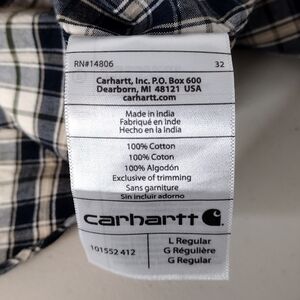 RN#14806 32
Carhartt, Inc. P.O. Box 600
Dearborn, MI 48121 USA
carhartt.com
Made in India
Fabriqué en Inde
Hecho en la India
100% Cotton
100% Coton
100% Algodón
Exclusive of trimming
Sans garniture
Sin incluir adorno
carhartt
101552 412
L Regular
G Régulière
G Regular